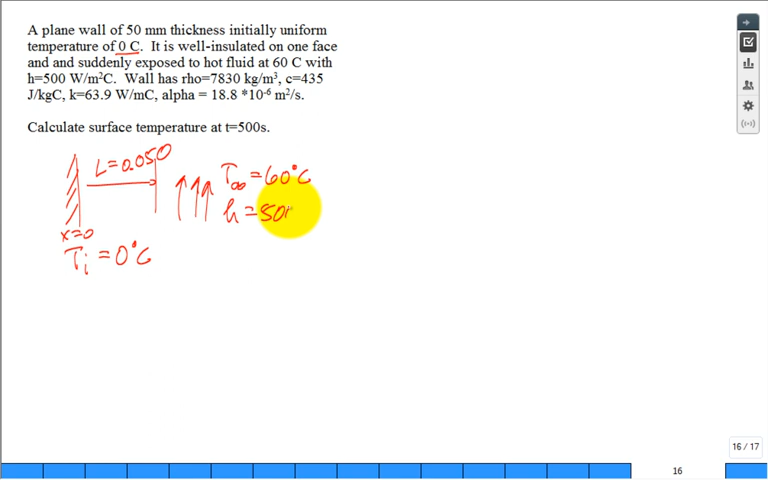 A plane wall of 50 mm thickness initially uniform
temperature of 0 C. It is well-insulated on one face
and and suddenly exposed to hot fluid at 60 C with
h=500 W/m²C. Wall has rho=7830 kg/m³, c=435
J/kgC, k=63.9 W/mC, alpha = 18.8 *10⁻⁶ m²/s.
Calculate surface temperature at t=500s.
L=0.050
T∞ =60°C
h =50
x=0
Ti =0°C
16 / 17
16